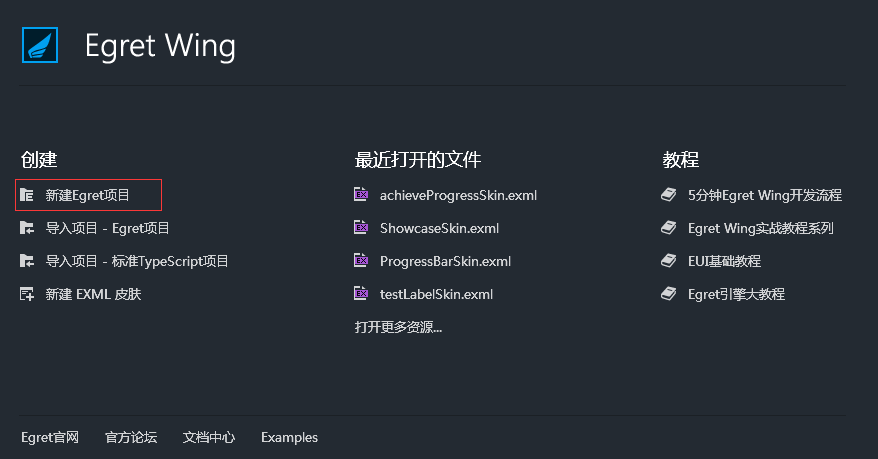 Egret Wing
创建
新建Egret项目
导入项目 - Egret项目
导入项目 - 标准TypeScript项目
新建 EXML 皮肤
最近打开的文件
achieveProgressSkin.exml
ShowcaseSkin.exml
ProgressBarSkin.exml
testLabelSkin.exml
打开更多资源...
教程
5分钟Egret Wing开发流程
Egret Wing实战教程系列
EUI基础教程
Egret引擎大教程
Egret官网 官方论坛 文档中心 Examples